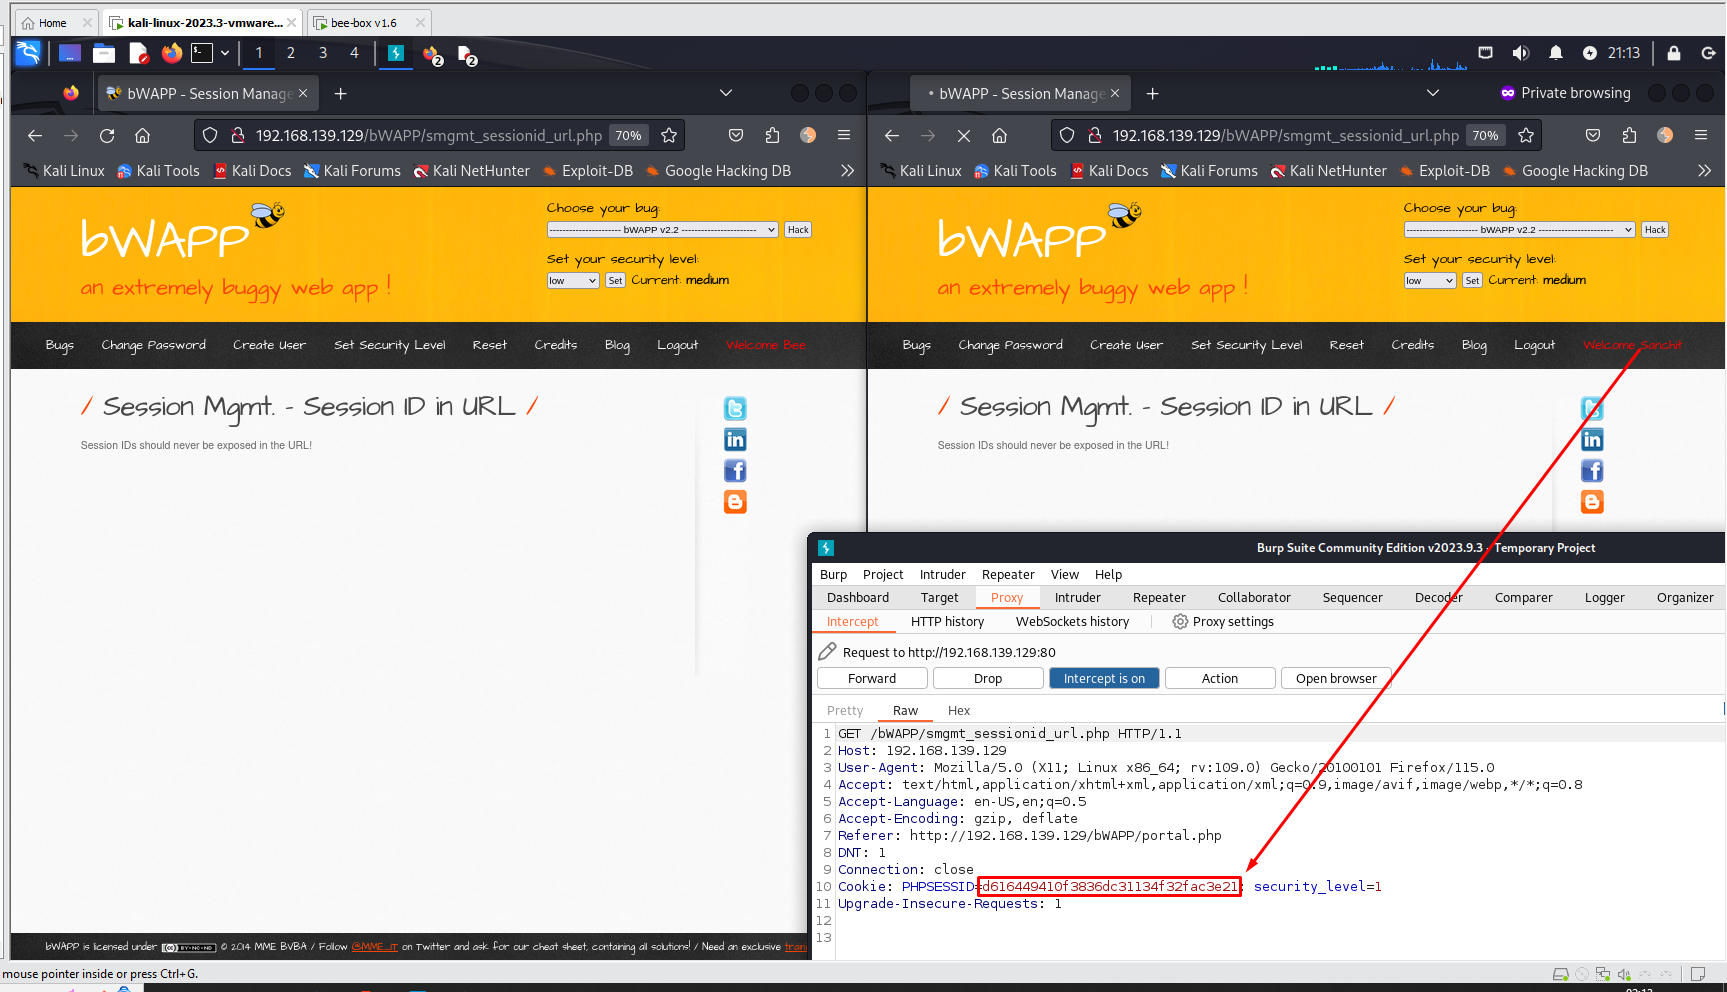 Home
kali-linux-2023.3-vmware...
bee-box v1.6
1 2 3 4
2
2
21:13
bWAPP - Session Manage
192.168.139.129/bWAPP/smgmt_sessionid_url.php
70%
Kali Linux
Kali Tools
Kali Docs
Kali Forums
Kali NetHunter
Exploit-DB
Google Hacking DB
bWAPP
an extremely buggy web app !
Choose your bug:
---------------------- bWAPP v2.2 -----------------------
Hack
Set your security level:
low
Set
Current: medium
Bugs
Change Password
Create User
Set Security Level
Reset
Credits
Blog
Logout
Welcome Bee
/ Session Mgmt. - Session ID in URL /
Session IDs should never be exposed in the URL!
bWAPP is licensed under
BY-NC-ND
© 2014 MME BVBA / Follow @MME_IT on Twitter and ask for our cheat sheet, containing all solutions! / Need an exclusive
bWAPP - Session Manage
Private browsing
192.168.139.129/bWAPP/smgmt_sessionid_url.php
70%
Kali Linux
Kali Tools
Kali Docs
Kali Forums
Kali NetHunter
Exploit-DB
Google Hacking DB
bWAPP
an extremely buggy web app !
Choose your bug:
---------------------- bWAPP v2.2 -----------------------
Hack
Set your security level:
low
Set
Current: medium
Bugs
Change Password
Create User
Set Security Level
Reset
Credits
Blog
Logout
Welcome Sanchit
/ Session Mgmt. - Session ID in URL /
Session IDs should never be exposed in the URL!
Burp Suite Community Edition v2023.9.3 - Temporary Project
Burp Project Intruder Repeater View Help
Dashboard Target Proxy Intruder Repeater Collaborator Sequencer Decoder Comparer Logger Organizer
Intercept HTTP history WebSockets history Proxy settings
Request to http://192.168.139.129:80
Forward Drop Intercept is on Action Open browser
Pretty Raw Hex
1 GET /bWAPP/smgmt_sessionid_url.php HTTP/1.1
2 Host: 192.168.139.129
3 User-Agent: Mozilla/5.0 (X11; Linux x86_64; rv:109.0) Gecko/20100101 Firefox/115.0
4 Accept: text/html,application/xhtml+xml,application/xml;q=0.9,image/avif,image/webp,*/*;q=0.8
5 Accept-Language: en-US,en;q=0.5
6 Accept-Encoding: gzip, deflate
7 Referer: http://192.168.139.129/bWAPP/portal.php
8 DNT: 1
9 Connection: close
10 Cookie: PHPSESSID=d616449410f3836dc31134f32fac3e21; security_level=1
11 Upgrade-Insecure-Requests: 1
12
13
mouse pointer inside or press Ctrl+G.